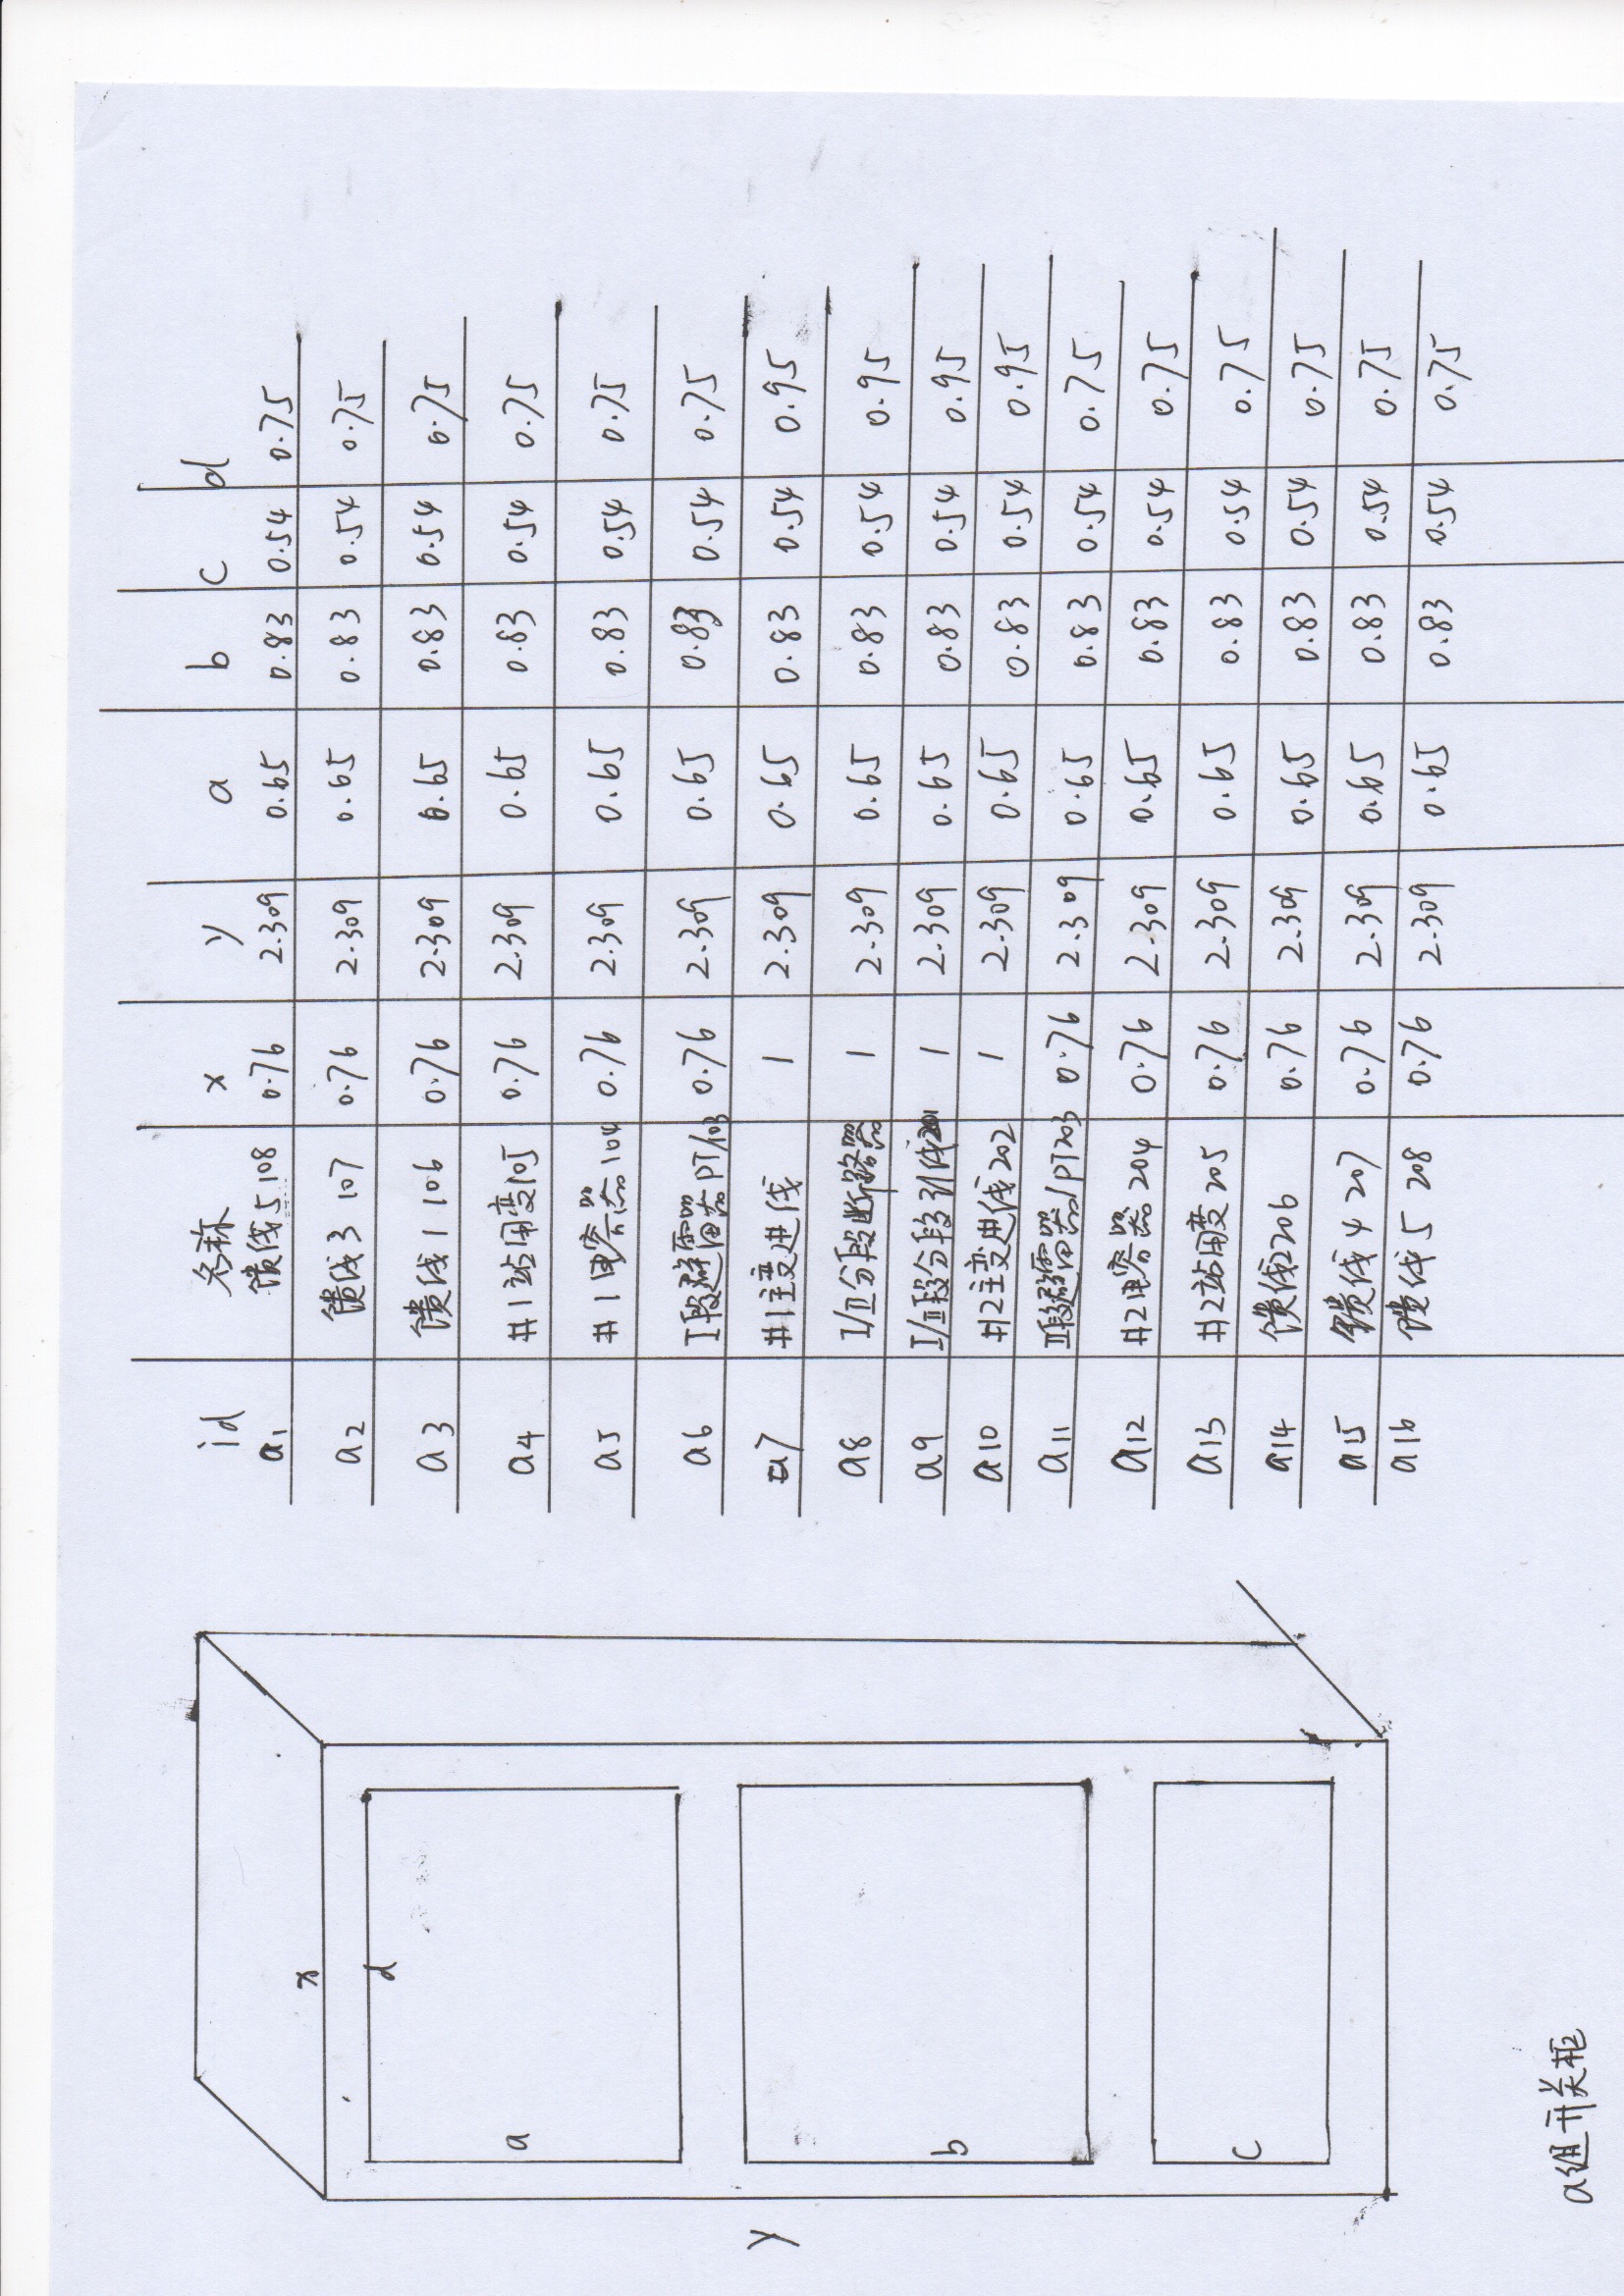 id 名称 x y a b c d
a1 馈线5 108 0.76 2.309 0.65 0.83 0.54 0.75
a2 馈线3 107 0.76 2.309 0.65 0.83 0.54 0.75
a3 馈线1 106 0.76 2.309 0.65 0.83 0.54 0.75
a4 #1站用变105 0.76 2.309 0.65 0.83 0.54 0.75
a5 #1电容器104 0.76 2.309 0.65 0.83 0.54 0.75
a6 I段避雷器PT/103 0.76 2.309 0.65 0.83 0.54 0.75
a7 #1主变进线 1 2.309 0.65 0.83 0.54 0.95
a8 I/II分段断路器 1 2.309 0.65 0.83 0.54 0.95
a9 I/II段分段引线201 1 2.309 0.65 0.83 0.54 0.95
a10 #2主变进线202 1 2.309 0.65 0.83 0.54 0.95
a11 II段避雷器/PT203 0.76 2.309 0.65 0.83 0.54 0.75
a12 #2电容器204 0.76 2.309 0.65 0.83 0.54 0.75
a13 #2站用变205 0.76 2.309 0.65 0.83 0.54 0.75
a14 馈线2206 0.76 2.309 0.65 0.83 0.54 0.75
a15 馈线4 207 0.76 2.309 0.65 0.83 0.54 0.75
a16 馈线5 208 0.76 2.309 0.65 0.83 0.54 0.75
x
d
a
y
b
c
a组开关柜